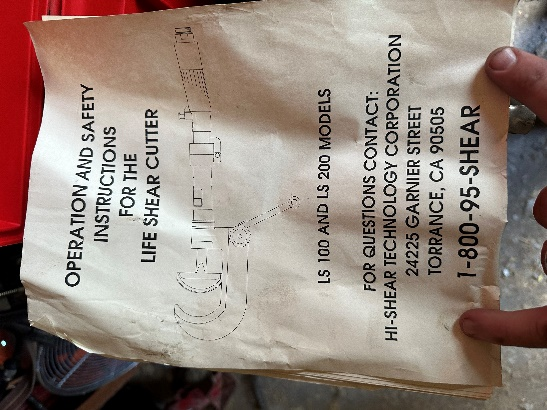 OPERATION AND SAFETY
INSTRUCTIONS
FOR THE
LIFE SHEAR CUTTER
LS 100 AND LS 200 MODELS
FOR QUESTIONS CONTACT:
HI-SHEAR TECHNOLOGY CORPORATION
24225 GARNIER STREET
TORRANCE, CA 90505
1-800-95-SHEAR